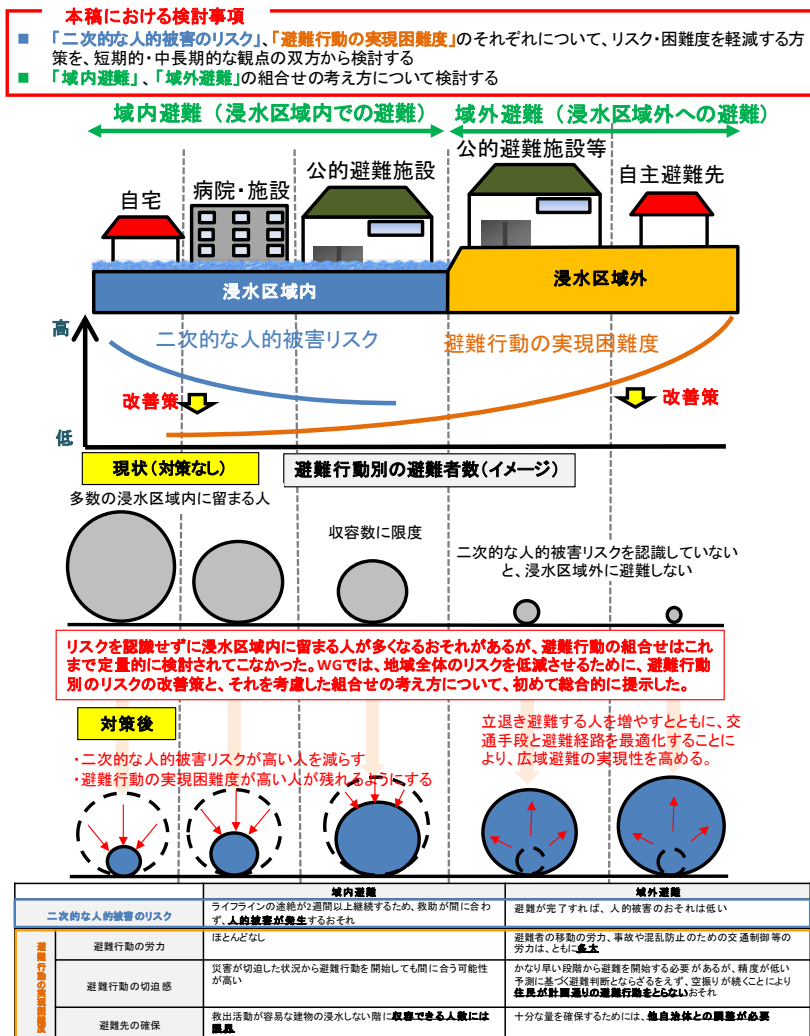 本稿における検討事項
■ 「二次的な人的被害のリスク」、「避難行動の実現困難度」のそれぞれについて、リスク・困難度を軽減する方
策を、短期的・中長期的な観点の双方から検討する
■ 「域内避難」、「域外避難」の組合せの考え方について検討する
域内避難（浸水区域内での避難）
域外避難（浸水区域外への避難）
自宅
病院・施設
公的避難施設
公的避難施設等
自主避難先
浸水区域内
浸水区域外
高
二次的な人的被害リスク
避難行動の実現困難度
改善策
改善策
低
現状（対策なし）
避難行動別の避難者数（イメージ）
多数の浸水区域内に留まる人
収容数に限度
二次的な人的被害リスクを認識していない
と、浸水区域外に避難しない
リスクを認識せずに浸水区域内に留まる人が多くなるおそれがあるが、避難行動の組合せはこれ
まで定量的に検討されてこなかった。WGでは、地域全体のリスクを低減させるために、避難行動
別のリスクの改善策と、それを考慮した組合せの考え方について、初めて総合的に提示した。
対策後
・二次的な人的被害リスクが高い人を減らす
・避難行動の実現困難度が高い人が残れるようにする
立退き避難する人を増やすとともに、交
通手段と避難経路を最適化することに
より、広域避難の実現性を高める。
域内避難
域外避難
二次的な人的被害のリスク
ライフラインの途絶が2週間以上継続するため、救助が間に合わ
ず、人的被害が発生するおそれ
避難が完了すれば、人的被害のおそれは低い
避難行動の実現困難度
避難行動の労力
ほとんどなし
避難者の移動の労力、事故や混乱防止のための交通制御等の
労力は、ともに多大
避難行動の切迫感
災害が切迫した状況から避難行動を開始しても間に合う可能性
が高い
かなり早い段階から避難を開始する必要があるが、精度が低い
予測に基づく避難判断とならざるをえず、空振りが続くことにより
住民が計画通りの避難行動をとらないおそれ
避難先の確保
救出活動が容易な建物の浸水しない階に収容できる人数には
限界
十分な量を確保するためには、他自治体との調整が必要